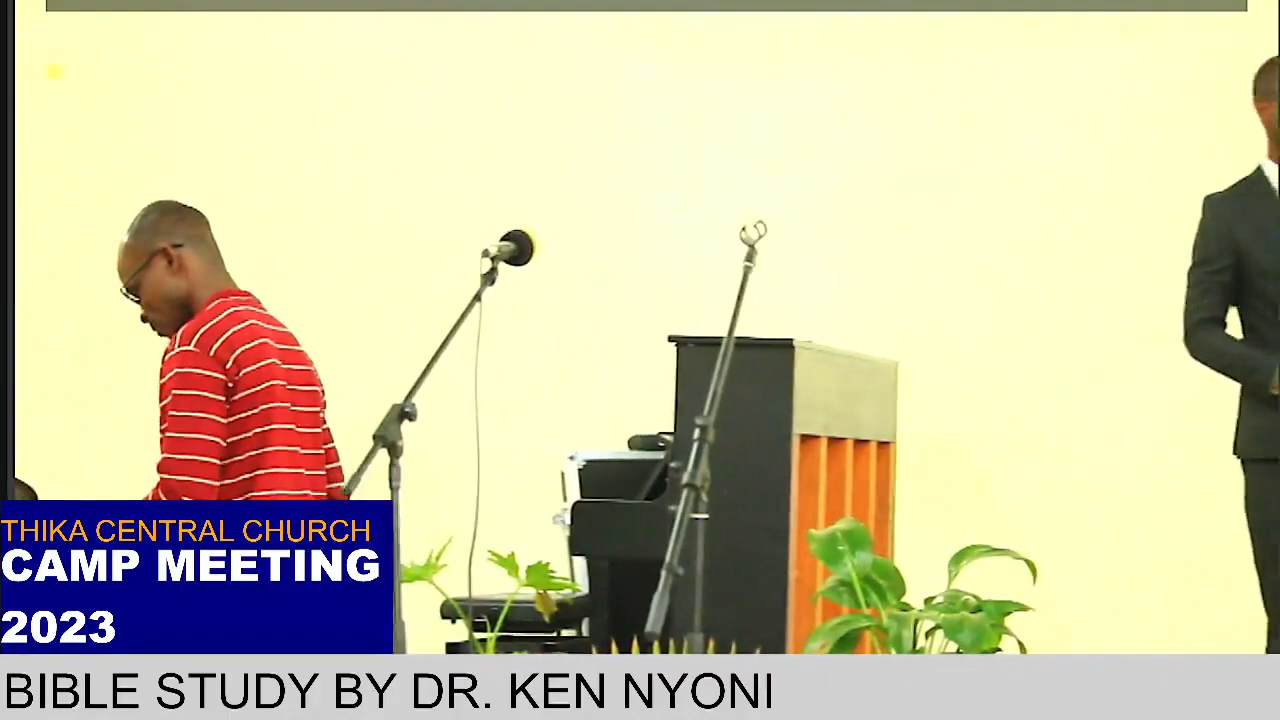 THIKA CENTRAL CHURCH
CAMP MEETING
2023
BIBLE STUDY BY DR. KEN NYONI